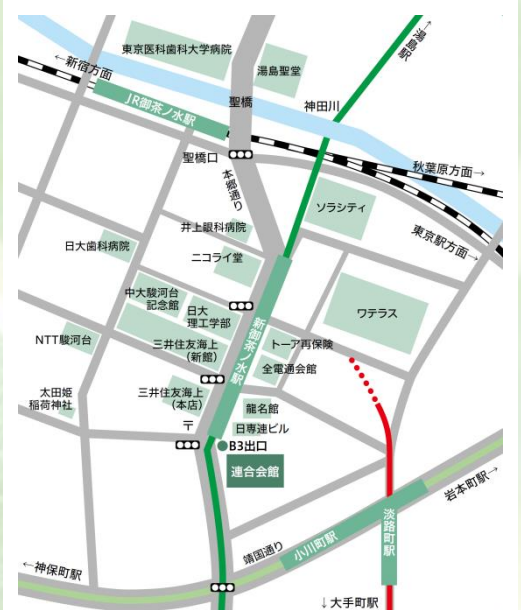 ←新宿方面
東京医科歯科大学病院
湯島聖堂
→湯島駅
JR御茶ノ水駅
聖橋
神田川
聖橋口
秋葉原方面→
本郷通り
ソラシティ
東京駅方面→
井上眼科病院
日大歯科病院
ニコライ堂
中大駿河台
記念館
日大
理工学部
ワテラス
新御茶ノ水駅
NTT駿河台
三井住友海上
(新館)
トーア再保険
全電通会館
太田姫
稲荷神社
三井住友海上
(本店)
龍名館
〒
日専連ビル
B3出口
連合会館
岩本町駅→
小川町駅
淡路町駅
靖国通り
←神保町駅
↓大手町駅